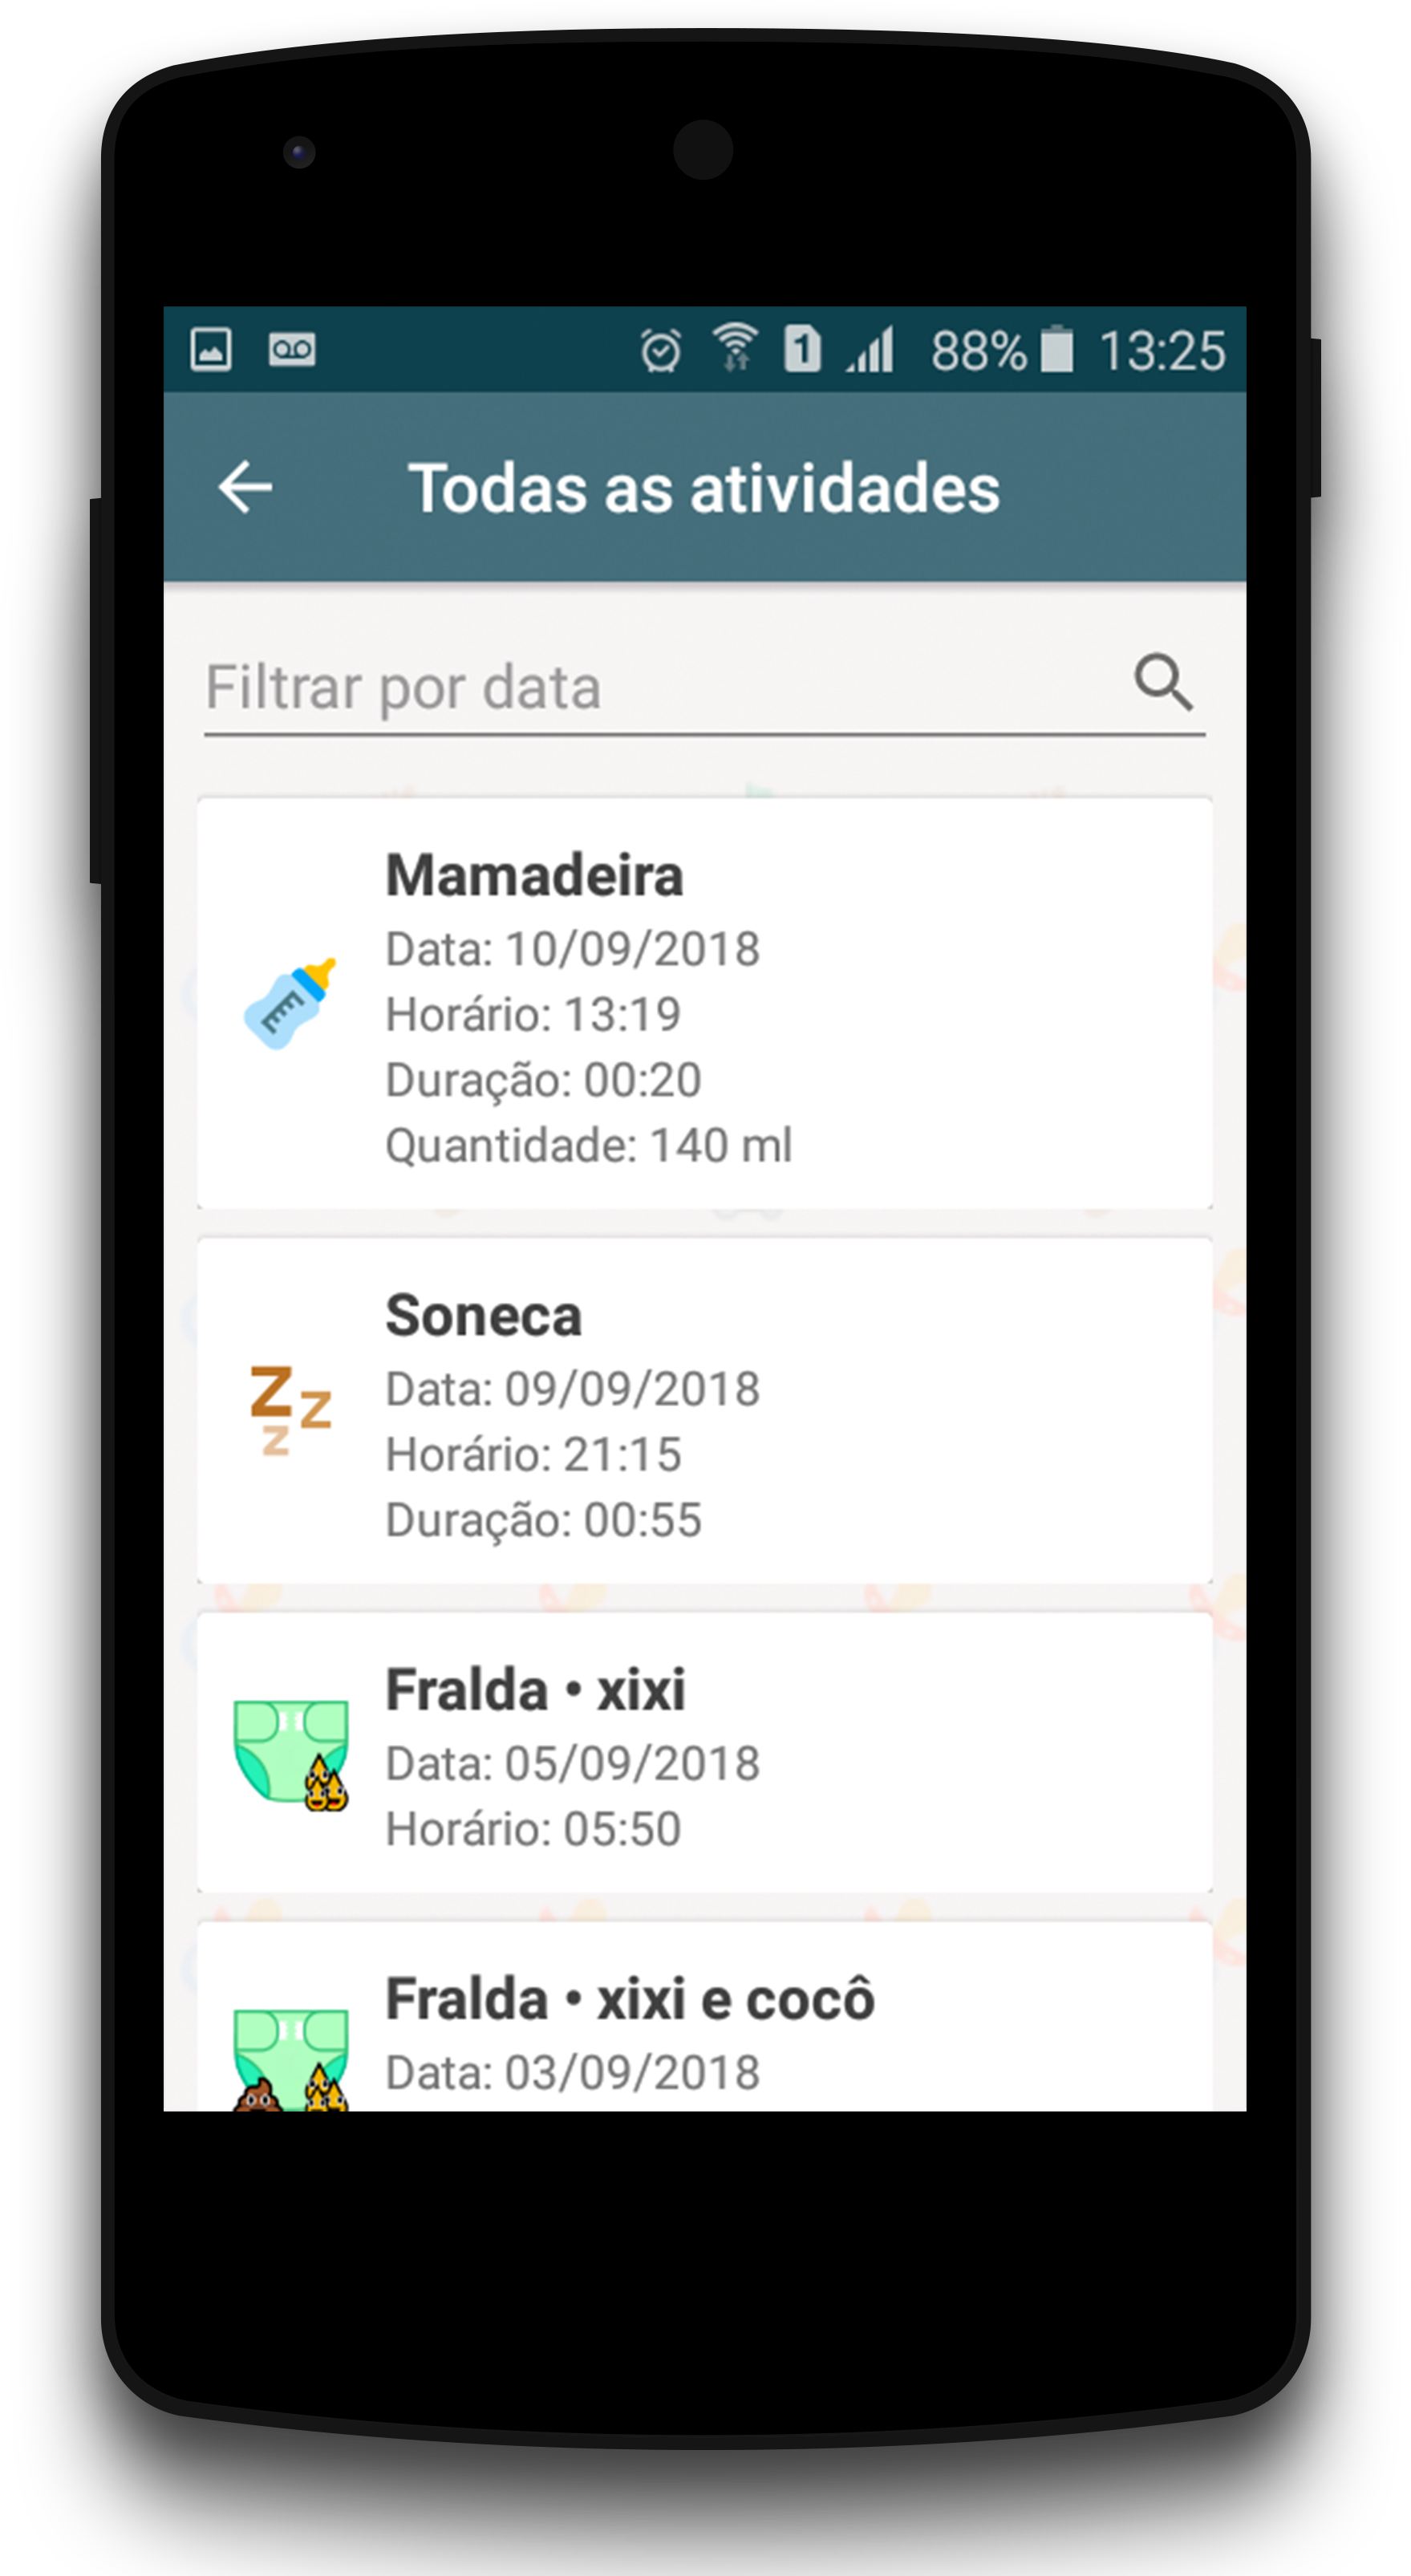 88% 13:25
Todas as atividades
Filtrar por data
Mamadeira
Data: 10/09/2018
Horário: 13:19
Duração: 00:20
Quantidade: 140 ml
Soneca
Data: 09/09/2018
Horário: 21:15
Duração: 00:55
Fralda • xixi
Data: 05/09/2018
Horário: 05:50
Fralda • xixi e cocô
Data: 03/09/2018